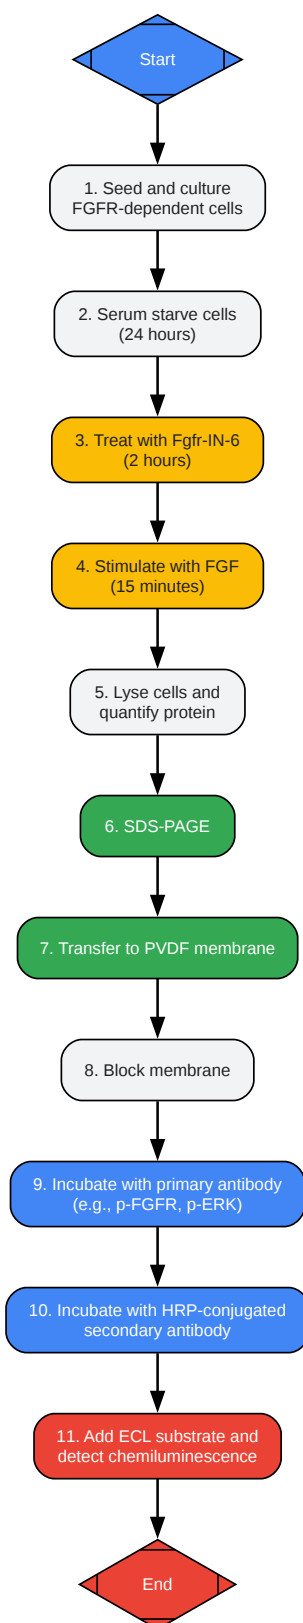 Start
1. Seed and culture
FGFR-dependent cells
2. Serum starve cells
(24 hours)
3. Treat with Fgfr-IN-6
(2 hours)
4. Stimulate with FGF
(15 minutes)
5. Lyse cells and
quantify protein
6. SDS-PAGE
7. Transfer to PVDF membrane
8. Block membrane
9. Incubate with primary antibody
(e.g., p-FGFR, p-ERK)
10. Incubate with HRP-conjugated
secondary antibody
11. Add ECL substrate and
detect chemiluminescence
End